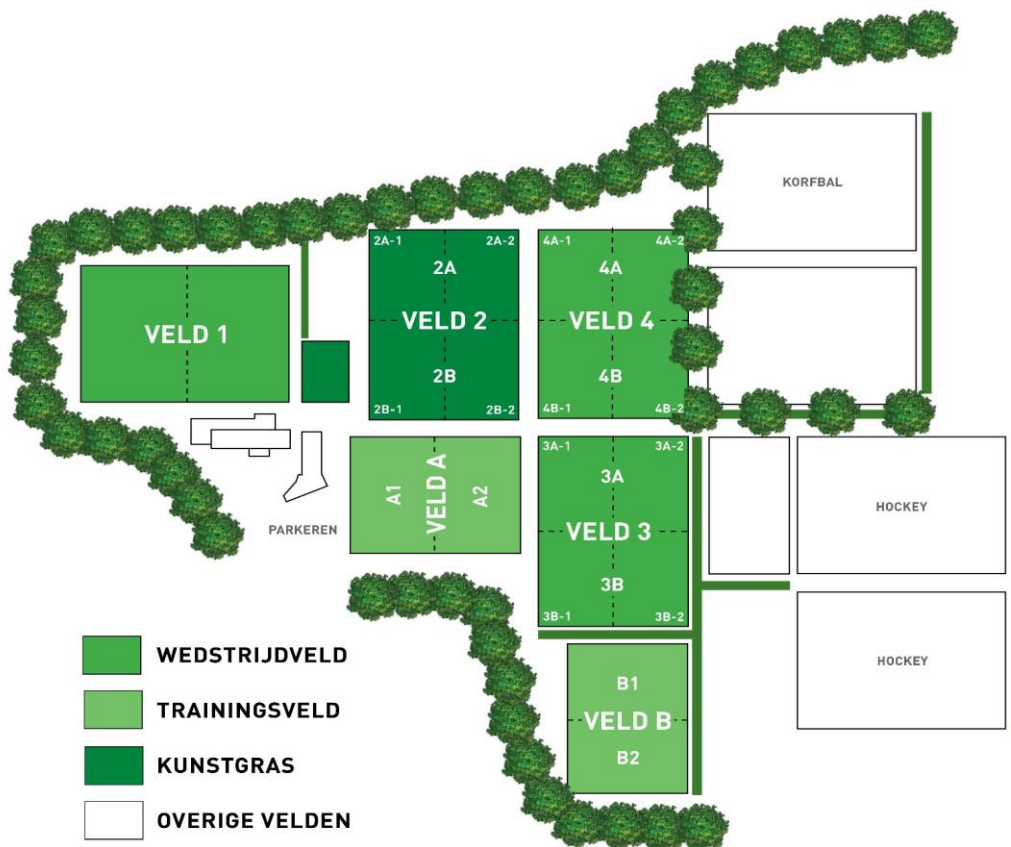 KORFBAL
2A-1
2A-2
4A-1
4A-2
2A
4A
VELD 1
VELD 2
VELD 4
2B
4B
2B-1
2B-2
4B-1
4B-2
3A-1
3A-2
A1
VELD A
A2
3A
HOCKEY
PARKEREN
VELD 3
3B
3B-1
3B-2
WEDSTRIJDVELD
HOCKEY
B1
TRAININGSVELD
VELD B
B2
KUNSTGRAS
OVERIGE VELDEN